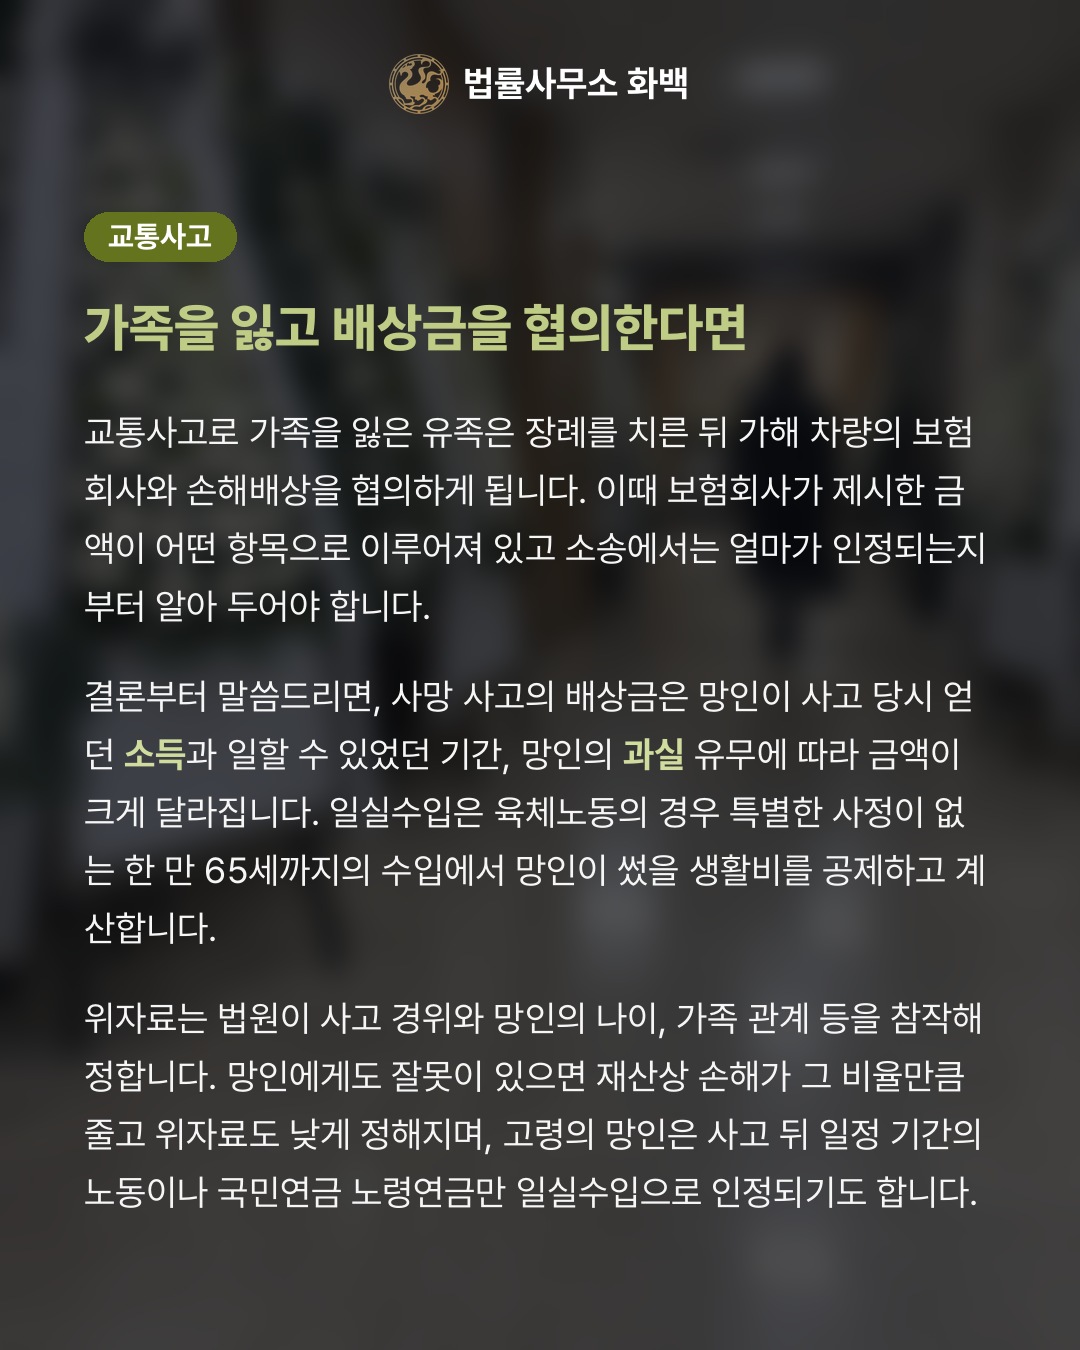 법률사무소 화백
교통사고
가족을 잃고 배상금을 협의한다면
교통사고로 가족을 잃은 유족은 장례를 치른 뒤 가해 차량의 보험
회사와 손해배상을 협의하게 됩니다. 이때 보험회사가 제시한 금
액이 어떤 항목으로 이루어져 있고 소송에서는 얼마가 인정되는지
부터 알아 두어야 합니다.
결론부터 말씀드리면, 사망 사고의 배상금은 망인이 사고 당시 얻
던 소득과 일할 수 있었던 기간, 망인의 과실 유무에 따라 금액이
크게 달라집니다. 일실수입은 육체노동의 경우 특별한 사정이 없
는 한 만 65세까지의 수입에서 망인이 썼을 생활비를 공제하고 계
산합니다.
위자료는 법원이 사고 경위와 망인의 나이, 가족 관계 등을 참작해
정합니다. 망인에게도 잘못이 있으면 재산상 손해가 그 비율만큼
줄고 위자료도 낮게 정해지며, 고령의 망인은 사고 뒤 일정 기간의
노동이나 국민연금 노령연금만 일실수입으로 인정되기도 합니다.